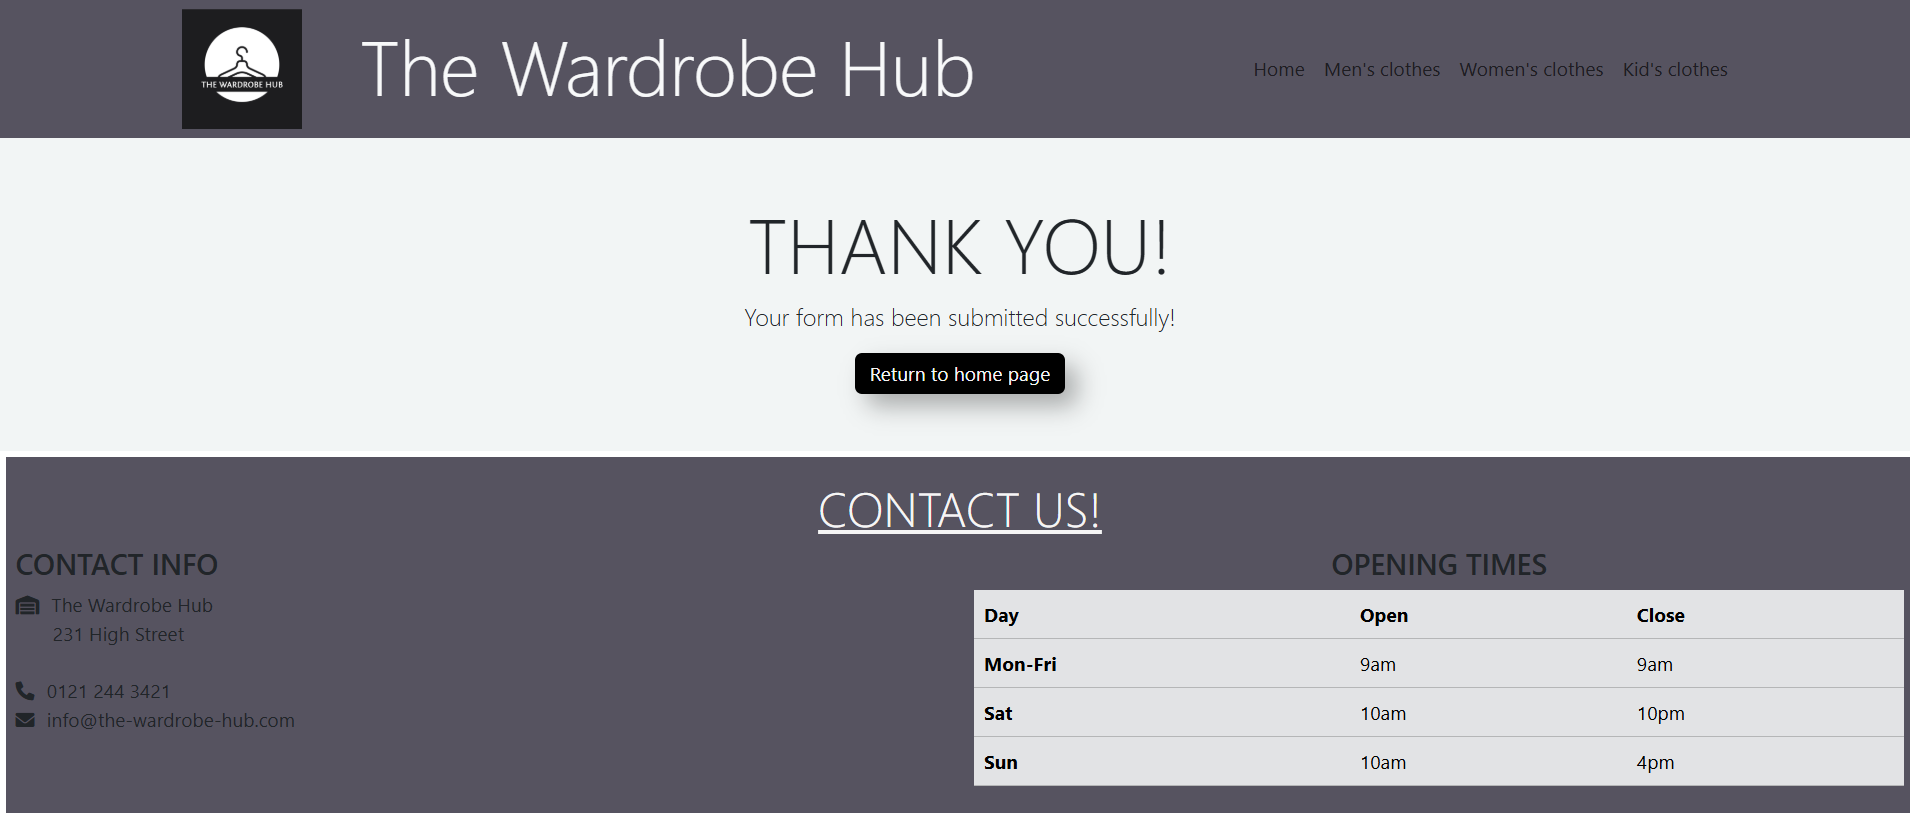 THE WARDROBE HUB
The Wardrobe Hub
Home Men's clothes Women's clothes Kid's clothes
THANK YOU!
Your form has been submitted successfully!
Return to home page
CONTACT US!
CONTACT INFO
The Wardrobe Hub
231 High Street
0121 244 3421
info@the-wardrobe-hub.com
OPENING TIMES
Day Open Close
Mon-Fri 9am 9am
Sat 10am 10pm
Sun 10am 4pm